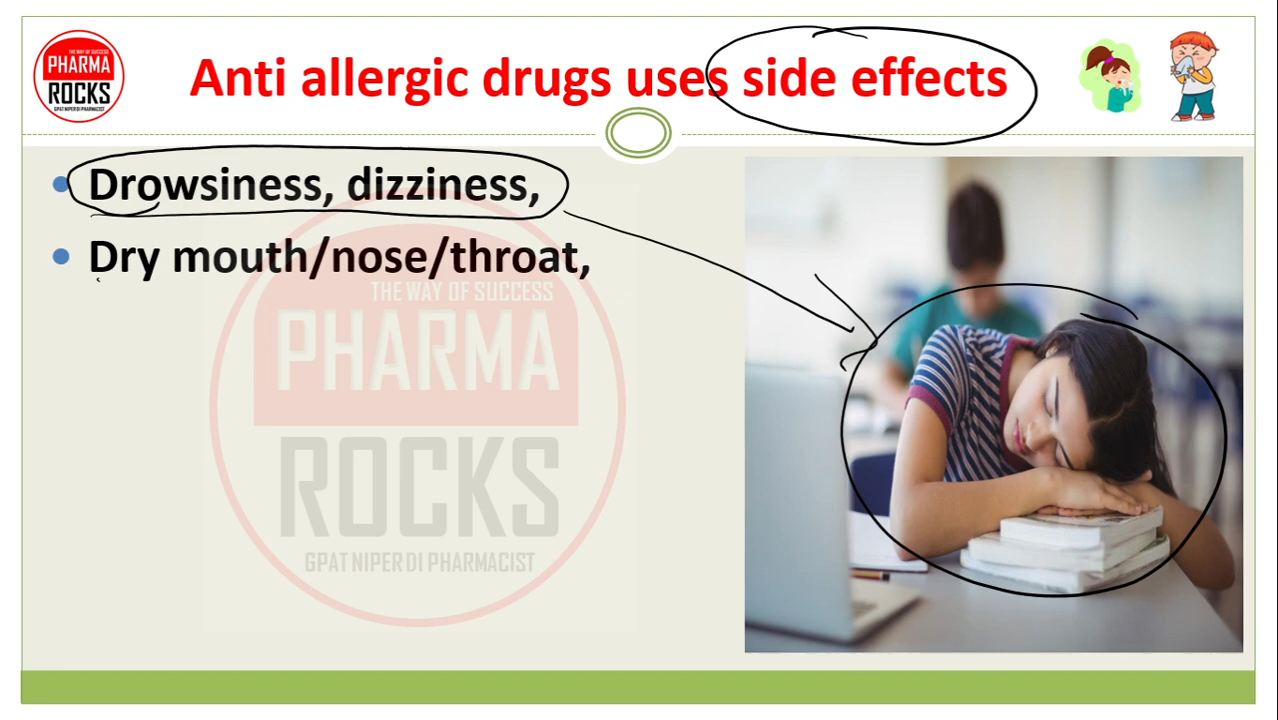 THE WAY OF SUCCESS
PHARMA
ROCKS
GPAT NIPER DI PHARMACIST
Anti allergic drugs uses side effects
Drowsiness, dizziness,
Dry mouth/nose/throat,
THE WAY OF SUCCESS
PHARMA
ROCKS
GPAT NIPER DI PHARMACIST